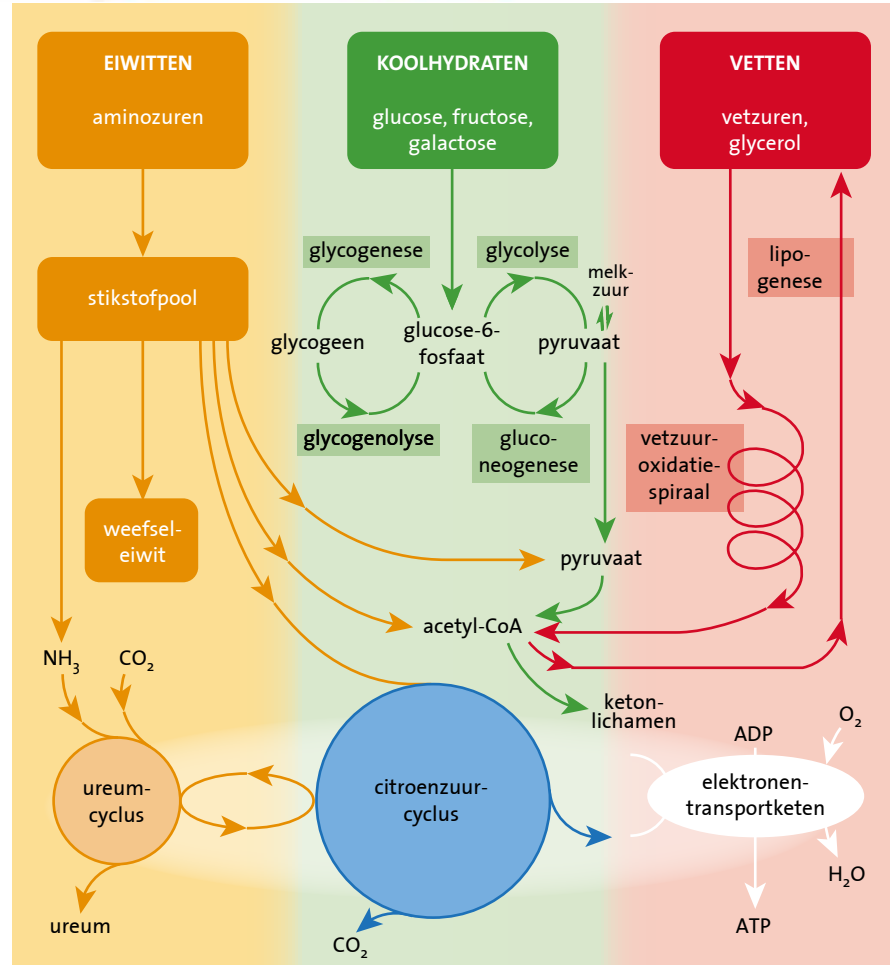 EIWITTEN
aminozuren
KOOLHYDRATEN
glucose, fructose,
galactose
VETTEN
vetzuren,
glycerol
stikstofpool
glycogenese
glycolyse
melk-
zuur
lipo-
genese
glycogeen
glucose-6-
fosfaat
pyruvaat
glycogenolyse
gluco-
neogenese
vetzuur-
oxidatie-
spiraal
weefsel-
eiwit
pyruvaat
acetyl-CoA
NH₃
CO₂
keton-
lichamen
ADP
O₂
ureum-
cyclus
citroenzuur-
cyclus
elektronen-
transportketen
H₂O
ureum
CO₂
ATP